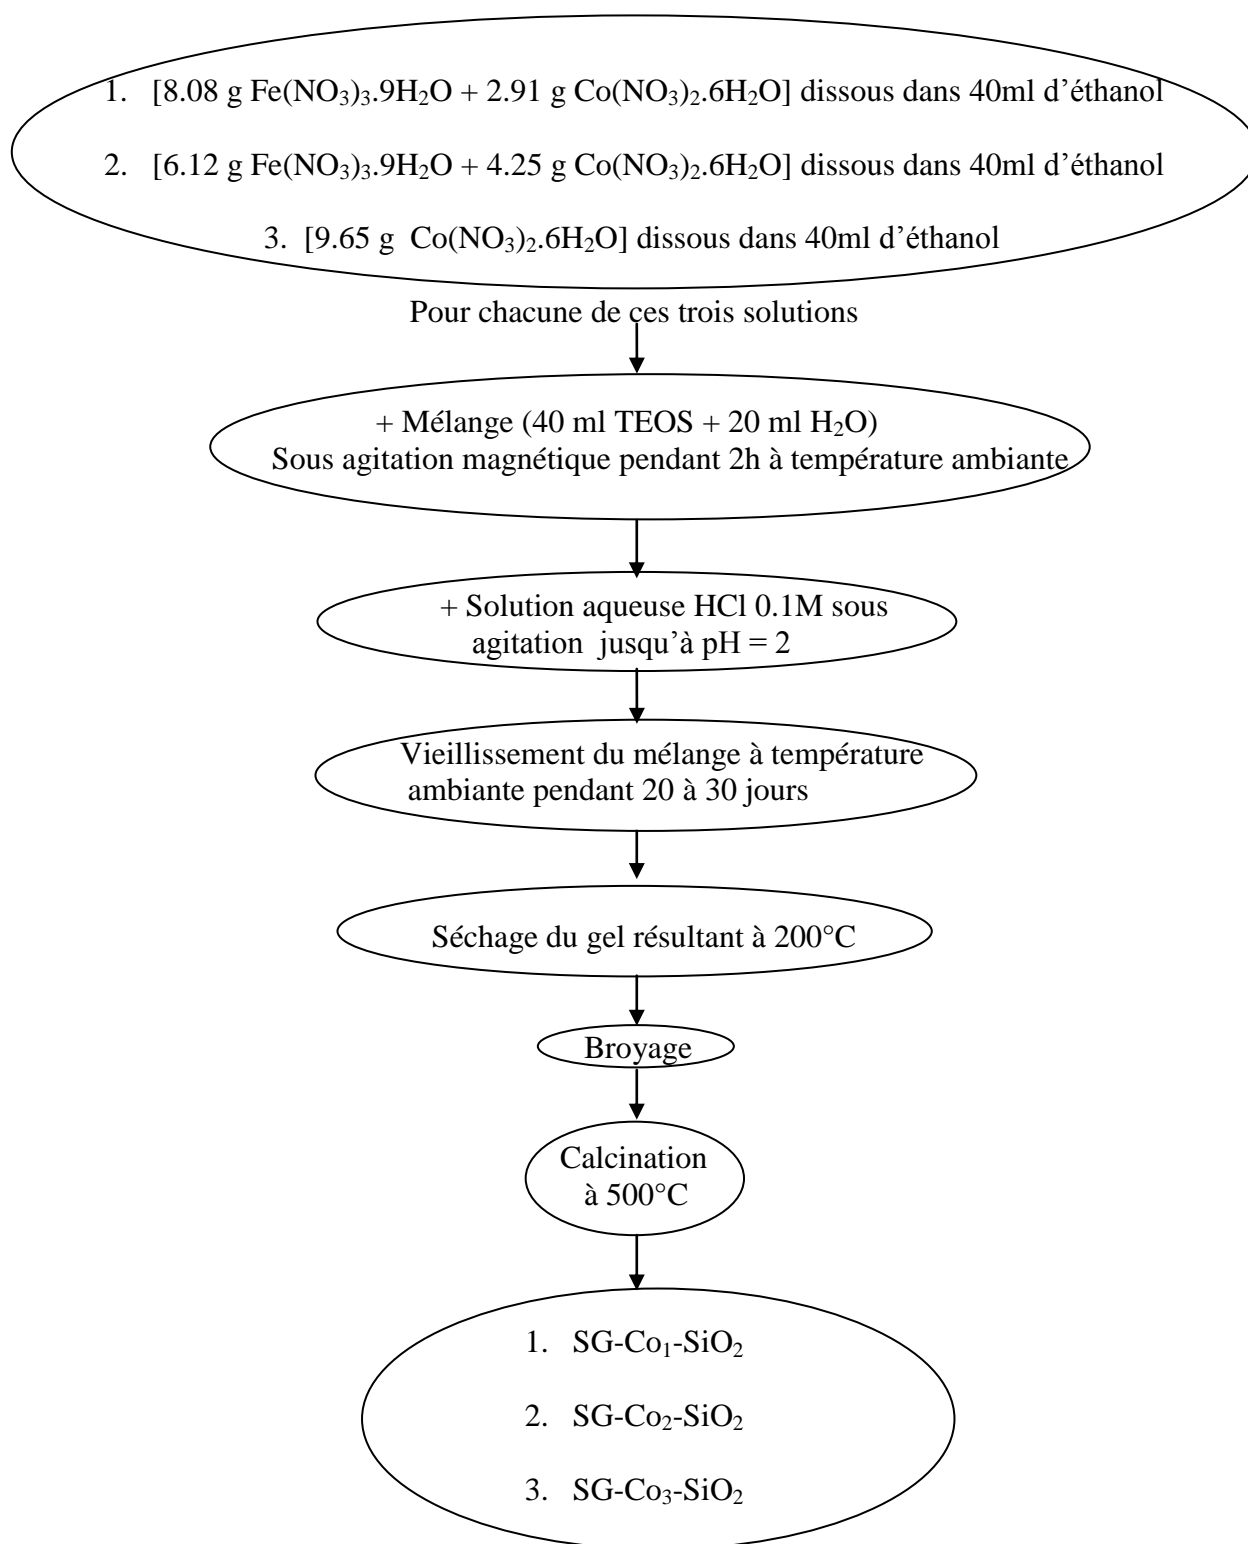 1. [8.08 g Fe(NO₃)₃.9H₂O + 2.91 g Co(NO₃)₂.6H₂O] dissous dans 40ml d’éthanol
2. [6.12 g Fe(NO₃)₃.9H₂O + 4.25 g Co(NO₃)₂.6H₂O] dissous dans 40ml d’éthanol
3. [9.65 g Co(NO₃)₂.6H₂O] dissous dans 40ml d’éthanol
Pour chacune de ces trois solutions
+ Mélange (40 ml TEOS + 20 ml H₂O)
Sous agitation magnétique pendant 2h à température ambiante
+ Solution aqueuse HCl 0.1M sous
agitation jusqu’à pH = 2
Vieillissement du mélange à température
ambiante pendant 20 à 30 jours
Séchage du gel résultant à 200°C
Broyage
Calcination
à 500°C
1. SG-Co₁-SiO₂
2. SG-Co₂-SiO₂
3. SG-Co₃-SiO₂